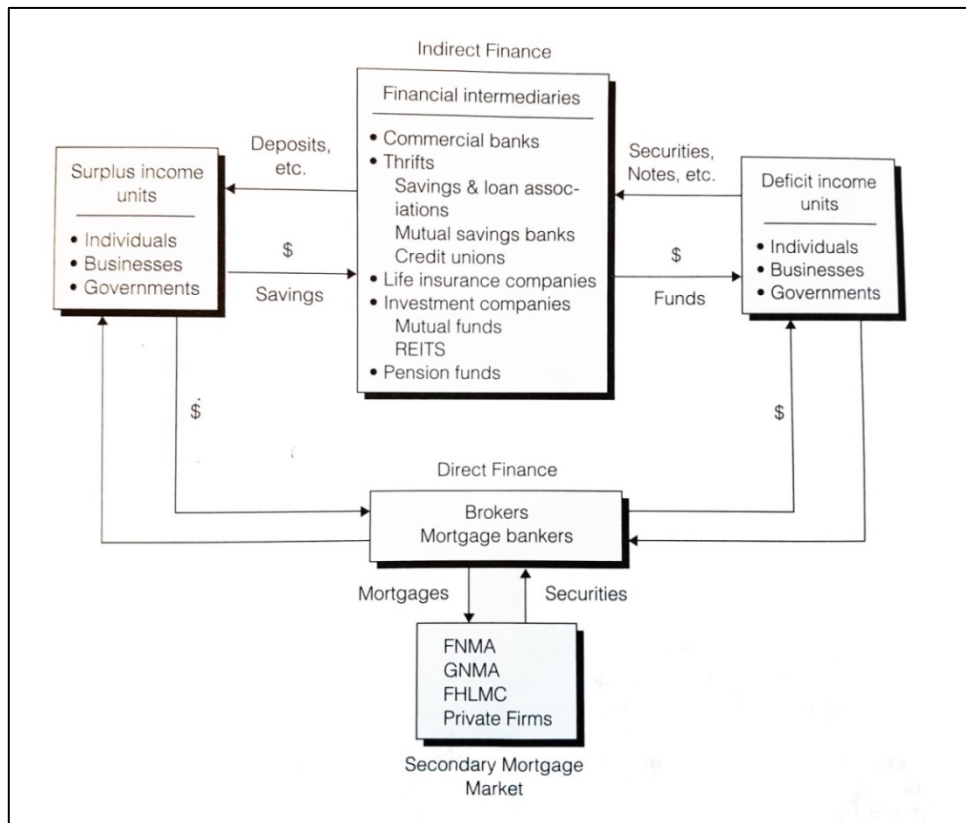 Indirect Finance
Financial intermediaries
• Commercial banks
• Thrifts
Savings & loan assoc-
iations
Mutual savings banks
Credit unions
• Life insurance companies
• Investment companies
Mutual funds
REITS
• Pension funds
Deposits,
etc.
Surplus income
units
• Individuals
• Businesses
• Governments
$
Savings
Securities,
Notes, etc.
Deficit income
units
• Individuals
• Businesses
• Governments
$
Funds
$
$
Direct Finance
Brokers
Mortgage bankers
Mortgages
Securities
FNMA
GNMA
FHLMC
Private Firms
Secondary Mortgage
Market